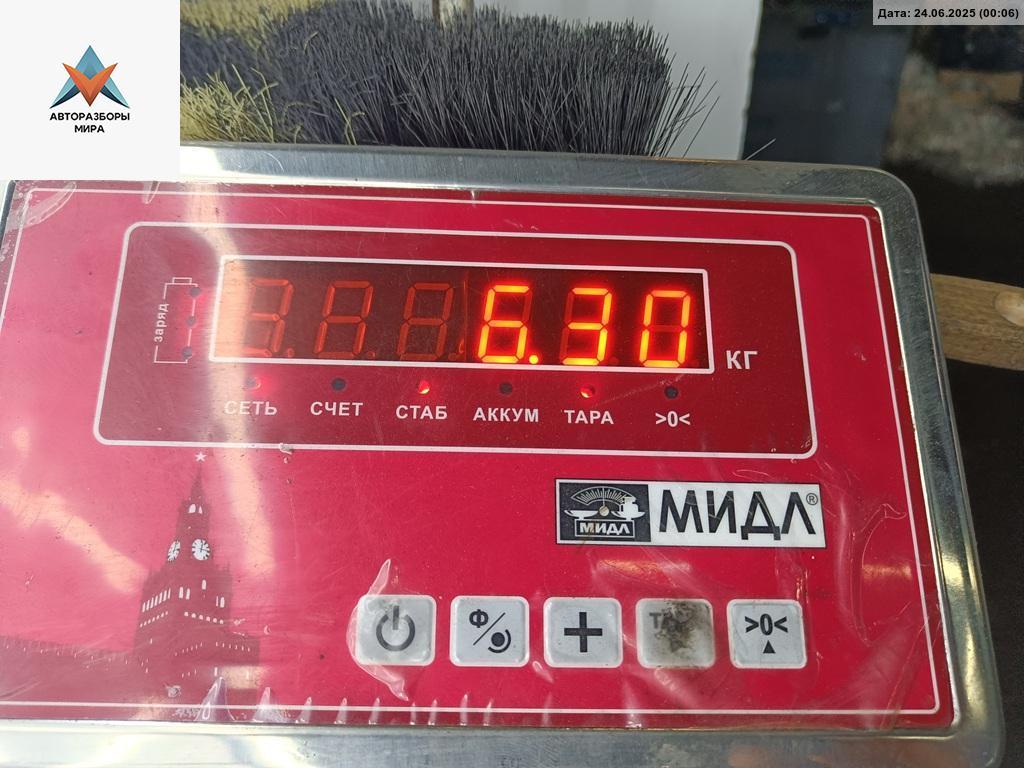 Дата: 24.06.2025 (00:06)
АВТОРАЗБОРЫ
МИРА
заряд
6.30
КГ
СЕТЬ СЧЕТ СТАБ АККУМ ТАРА >0<
МИДЛ МИДЛ®
Ф +  >0<